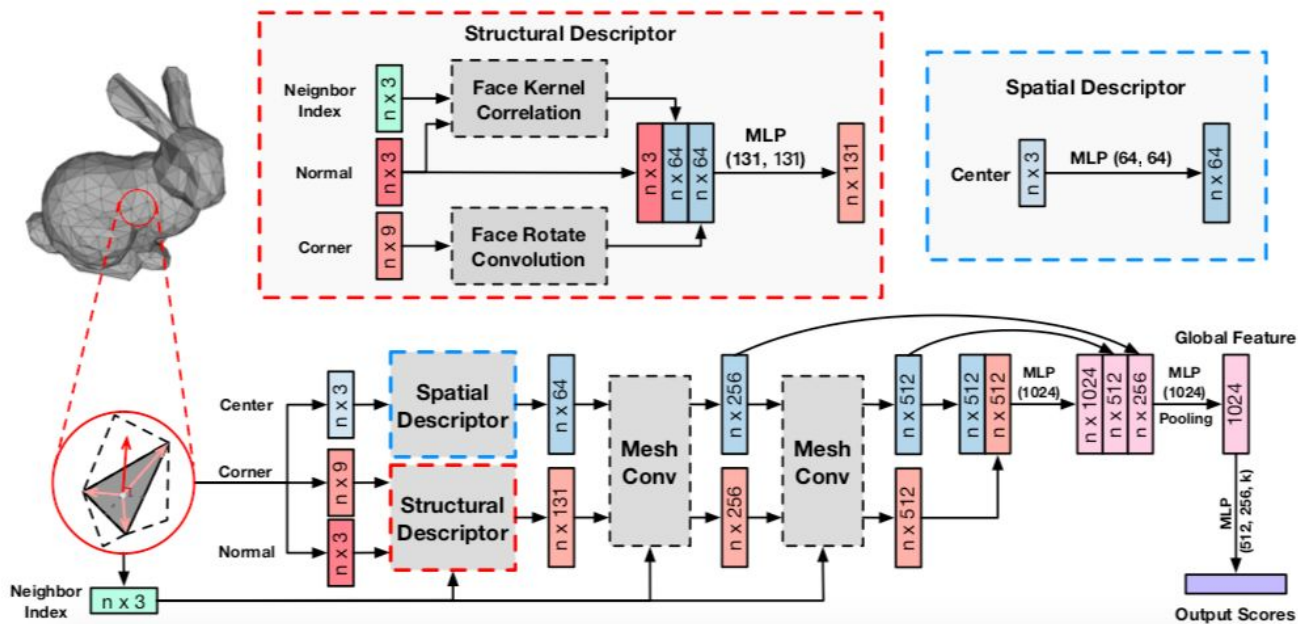 Structural Descriptor
Neighbor
Index
n x 3
Face Kernel
Correlation
Normal
n x 3
n x 3
n x 64
n x 64
MLP
(131, 131)
n x 131
Corner
n x 9
Face Rotate
Convolution
Spatial Descriptor
Center
n x 3
MLP (64, 64)
n x 64
Center
n x 3
Spatial
Descriptor
n x 64
Corner
n x 9
Normal
n x 3
Structural
Descriptor
n x 131
Mesh
Conv
n x 256
n x 256
Mesh
Conv
n x 512
n x 512
n x 512
n x 512
MLP
(1024)
n x 1024
n x 512
n x 256
MLP
(1024)
Pooling
Global Feature
1024
MLP
(512, 256, k)
Output Scores
Neighbor
Index
n x 3